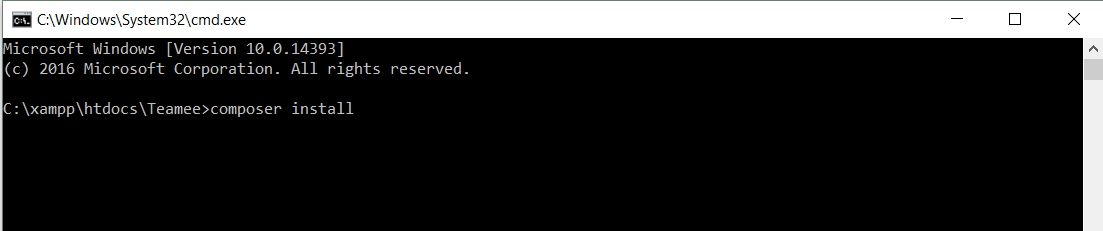 C:\Windows\System32\cmd.exe
Microsoft Windows [Version 10.0.14393]
(c) 2016 Microsoft Corporation. All rights reserved.
C:\xampp\htdocs\Teamee>composer install